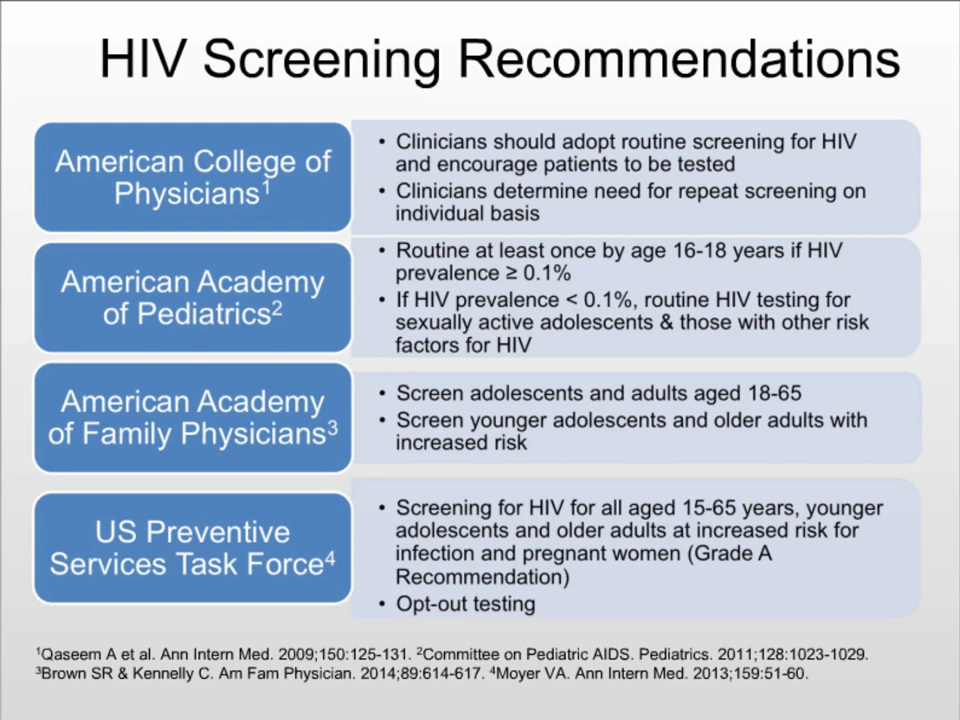 HIV Screening Recommendations
American College of
Physicians¹
• Clinicians should adopt routine screening for HIV
and encourage patients to be tested
• Clinicians determine need for repeat screening on
individual basis
American Academy
of Pediatrics²
• Routine at least once by age 16-18 years if HIV
prevalence ≥ 0.1%
• If HIV prevalence < 0.1%, routine HIV testing for
sexually active adolescents & those with other risk
factors for HIV
American Academy
of Family Physicians³
• Screen adolescents and adults aged 18-65
• Screen younger adolescents and older adults with
increased risk
US Preventive
Services Task Force⁴
• Screening for HIV for all aged 15-65 years, younger
adolescents and older adults at increased risk for
infection and pregnant women (Grade A
Recommendation)
• Opt-out testing
¹Qaseem A et al. Ann Intern Med. 2009;150:125-131. ²Committee on Pediatric AIDS. Pediatrics. 2011;128:1023-1029.
³Brown SR & Kennelly C. Am Fam Physician. 2014;89:614-617. ⁴Moyer VA. Ann Intern Med. 2013;159:51-60.